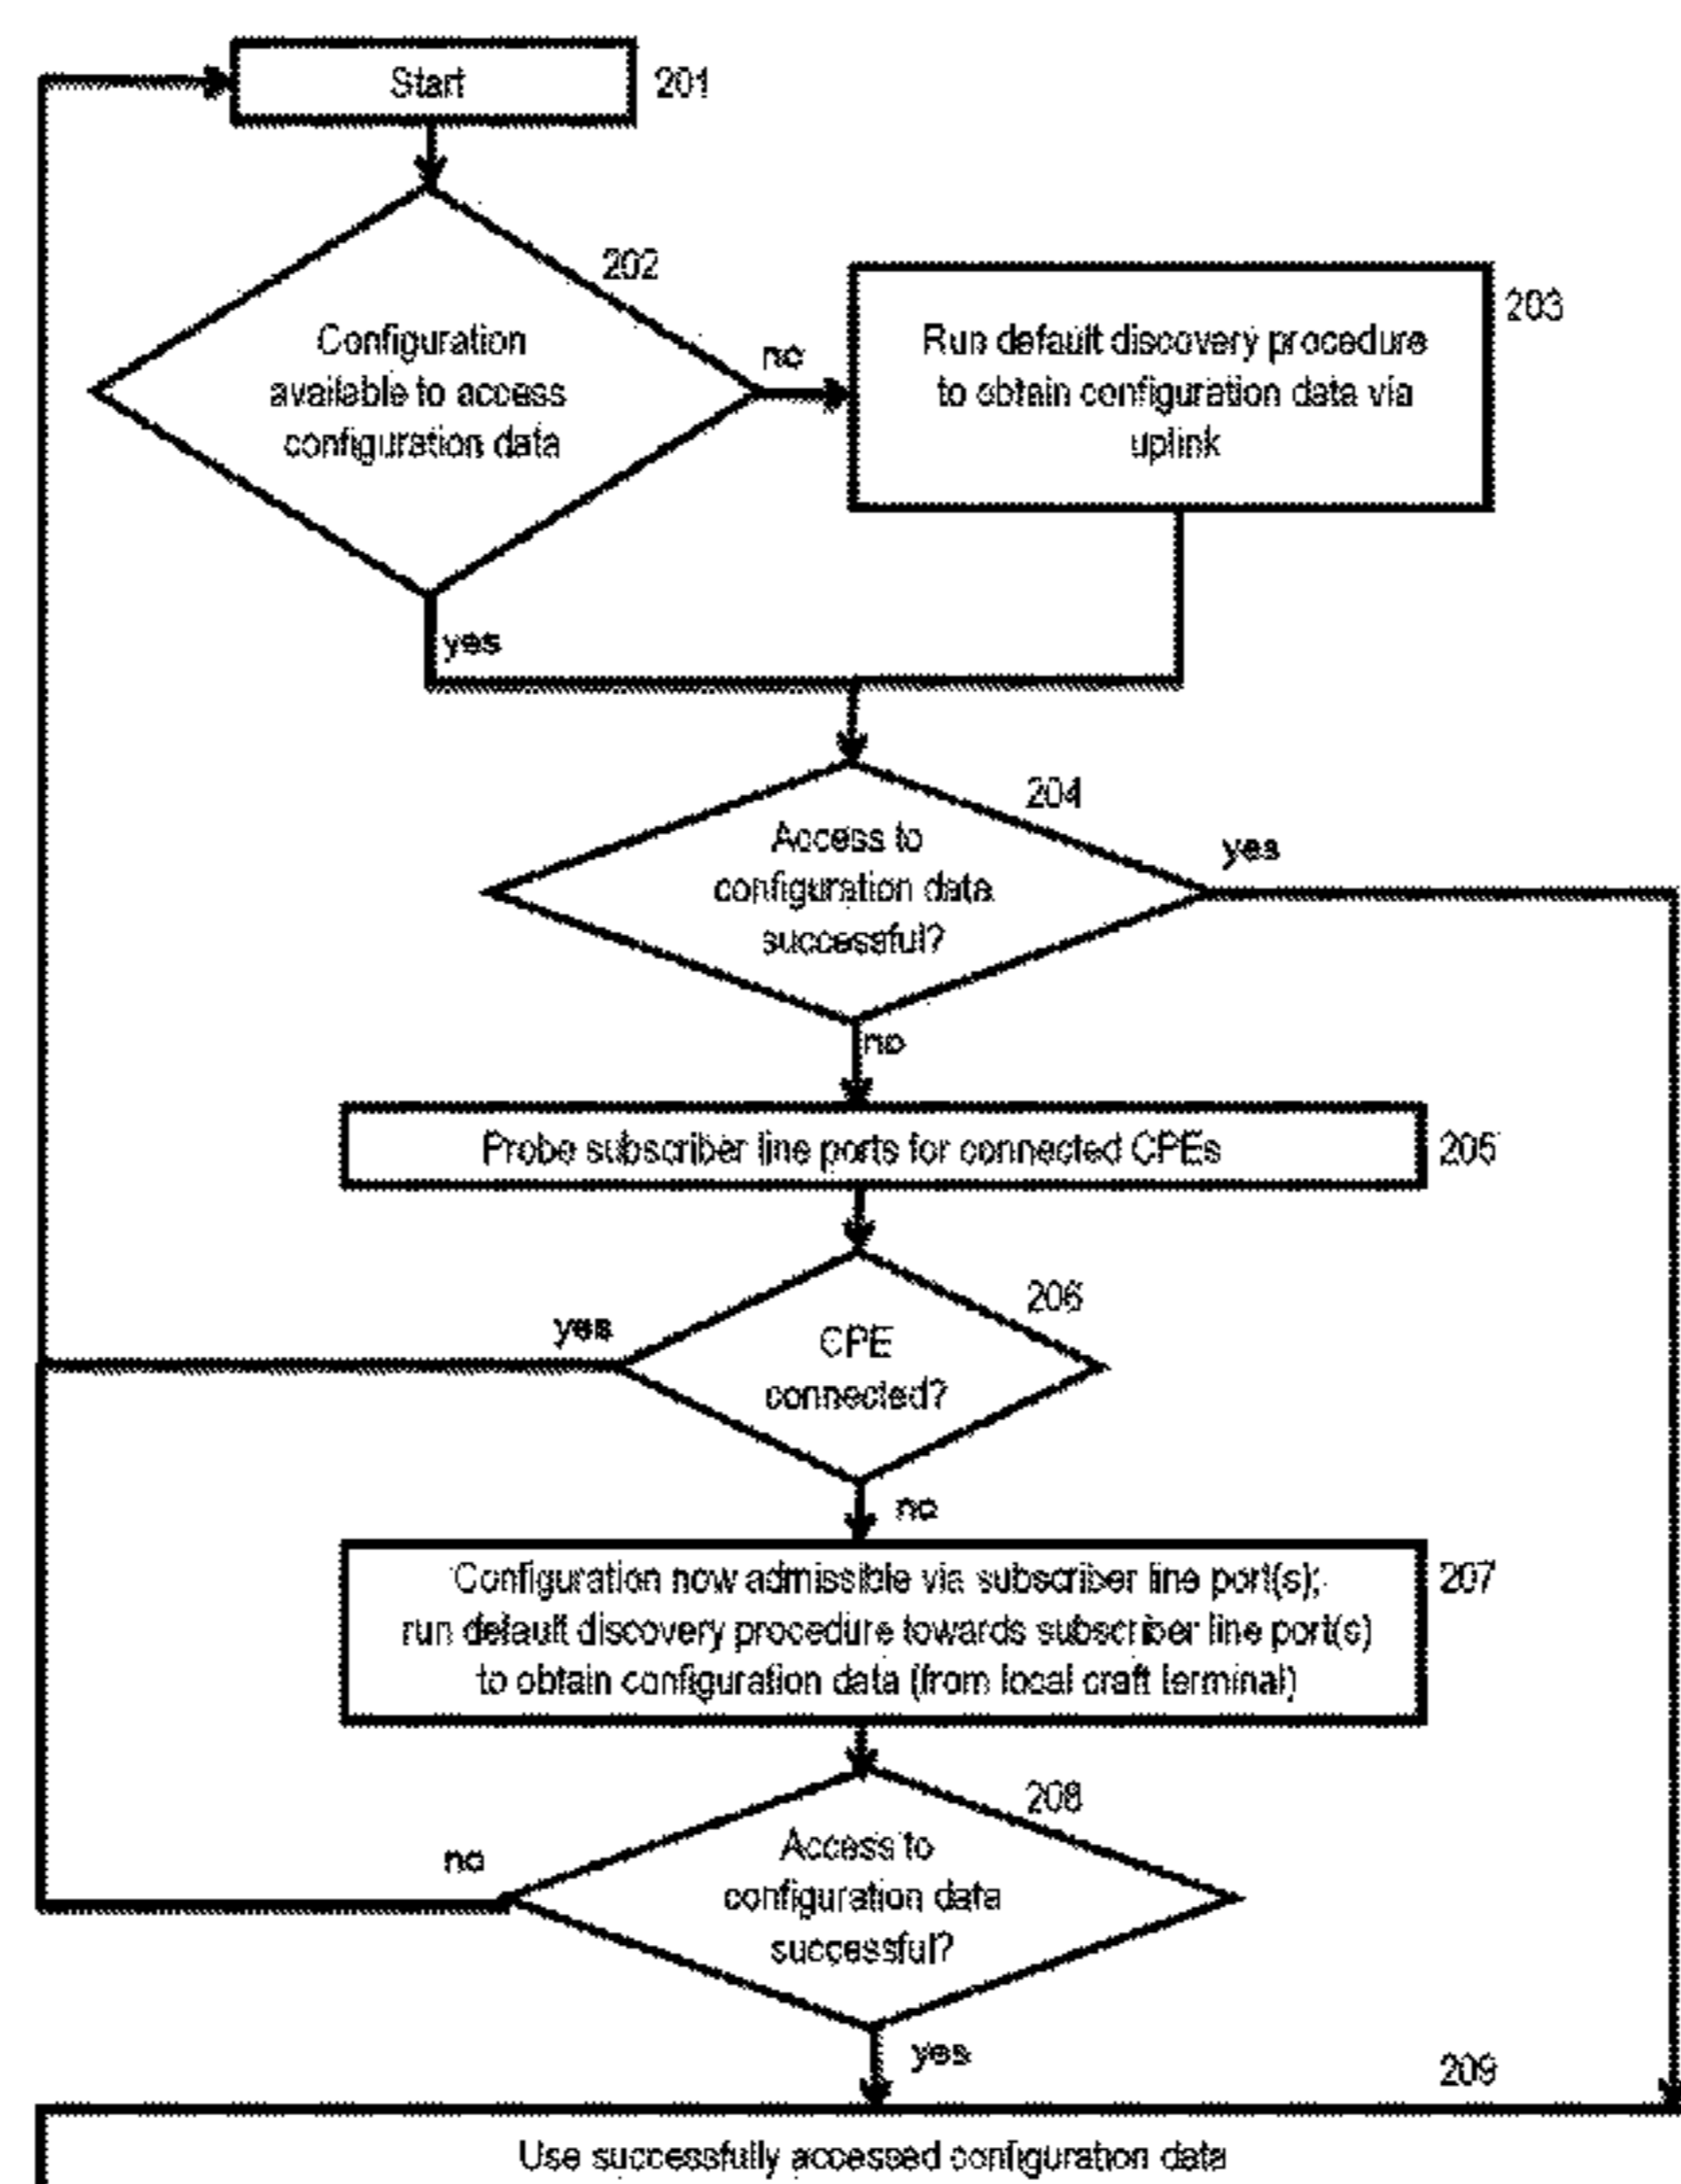 Start
201
202
Configuration
available to access
configuration data
no
203
Run default discovery procedure
to obtain configuration data via
uplink
yes
204
Access to
configuration data
successful?
yes
no
Probe subscriber line ports for connected CPEs
205
206
yes
CPE
connected?
no
Configuration now admissible via subscriber line port(s);
run default discovery procedure towards subscriber line port(s)
to obtain configuration data (from local craft terminal)
207
208
no
Access to
configuration data
successful?
yes
209
Use successfully accessed configuration data